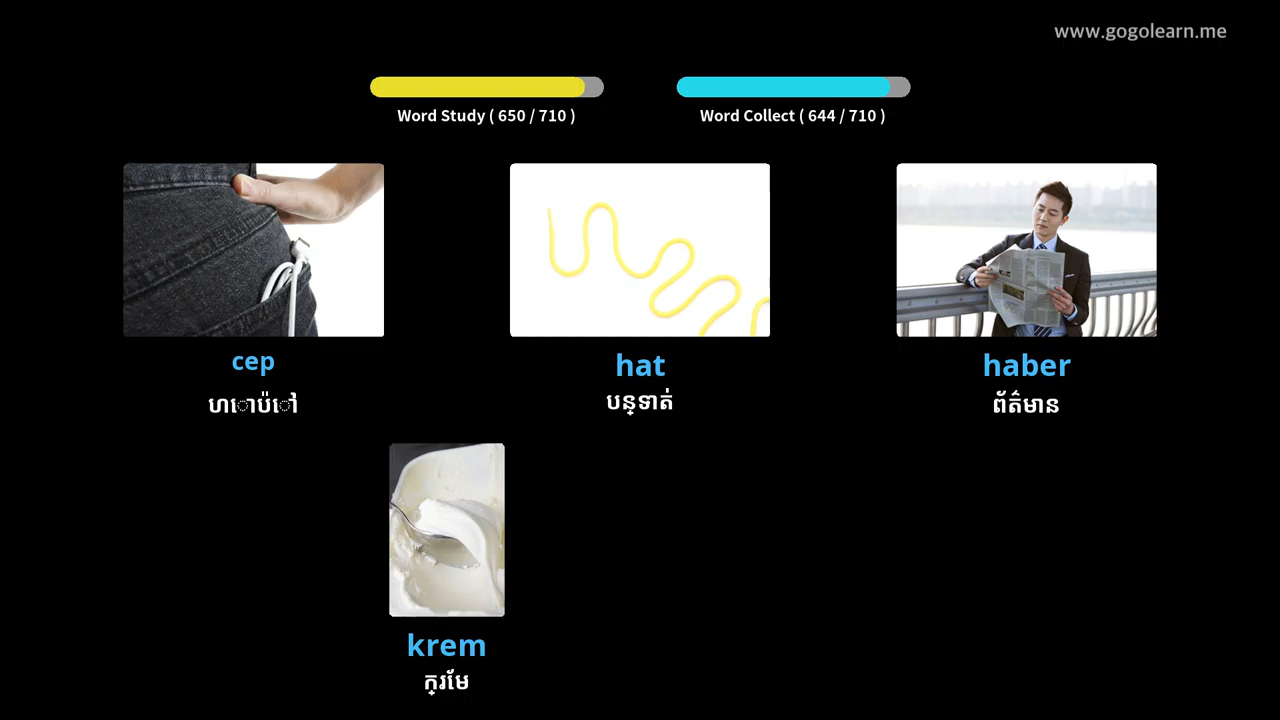 www.gogolearn.me
Word Study ( 650 / 710 )
Word Collect ( 644 / 710 )
cep
hat
haber
ហោប៉ៅ
បន្ទាត់
ព័ត៌មាន
krem
ក្រមែ